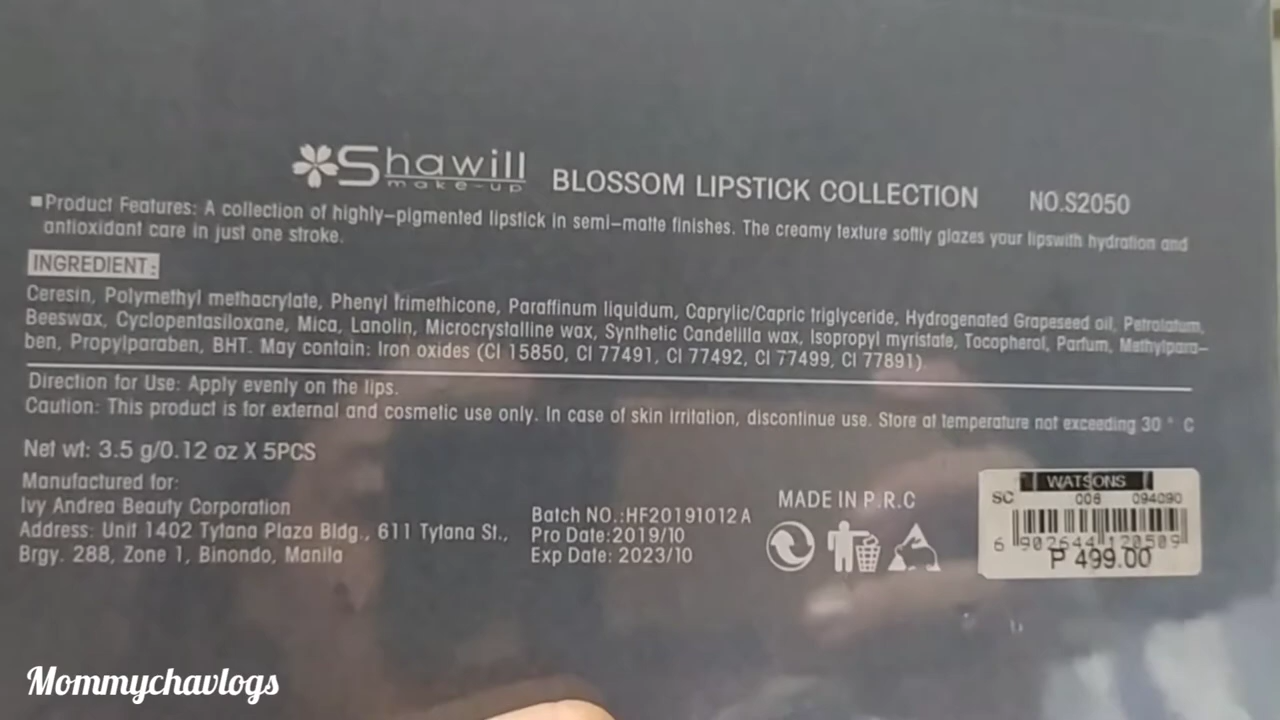 Shawill
make-up
BLOSSOM LIPSTICK COLLECTION NO.S2050
■Product Features: A collection of highly-pigmented lipstick in semi-matte finishes. The creamy texture softly glazes your lipswith hydration and
antioxidant care in just one stroke.
INGREDIENT:
Ceresin, Polymethyl methacrylate, Phenyl Trimethicone, Paraffinum liquidum, Caprylic/Capric triglyceride, Hydrogenated Grapeseed oil, Petrolatum,
Beeswax, Cyclopentasiloxane, Mica, Lanolin, Microcrystalline wax, Synthetic Candelilla wax, Isopropyl myristate, Tocopherol, Parfum, Methylpara-
ben, Propylparaben, BHT. May contain: Iron oxides (CI 15850, CI 77491, CI 77492, CI 77499, CI 77891)
Direction for Use: Apply evenly on the lips.
Caution: This product is for external and cosmetic use only. In case of skin irritation, discontinue use. Store at temperature not exceeding 30 ° C
Net wt: 3.5 g/0.12 oz X 5PCS
Manufactured for:
Ivy Andrea Beauty Corporation
Address: Unit 1402 Tytana Plaza Bldg., 611 Tytana St.,
Brgy. 288, Zone 1, Binondo, Manila
Batch NO.:HF20191012A
Pro Date:2019/10
Exp Date: 2023/10
MADE IN P.R.C
WATSONS
SC 006 094090
6 902644 120509
P 499.00
Mommychavlogs